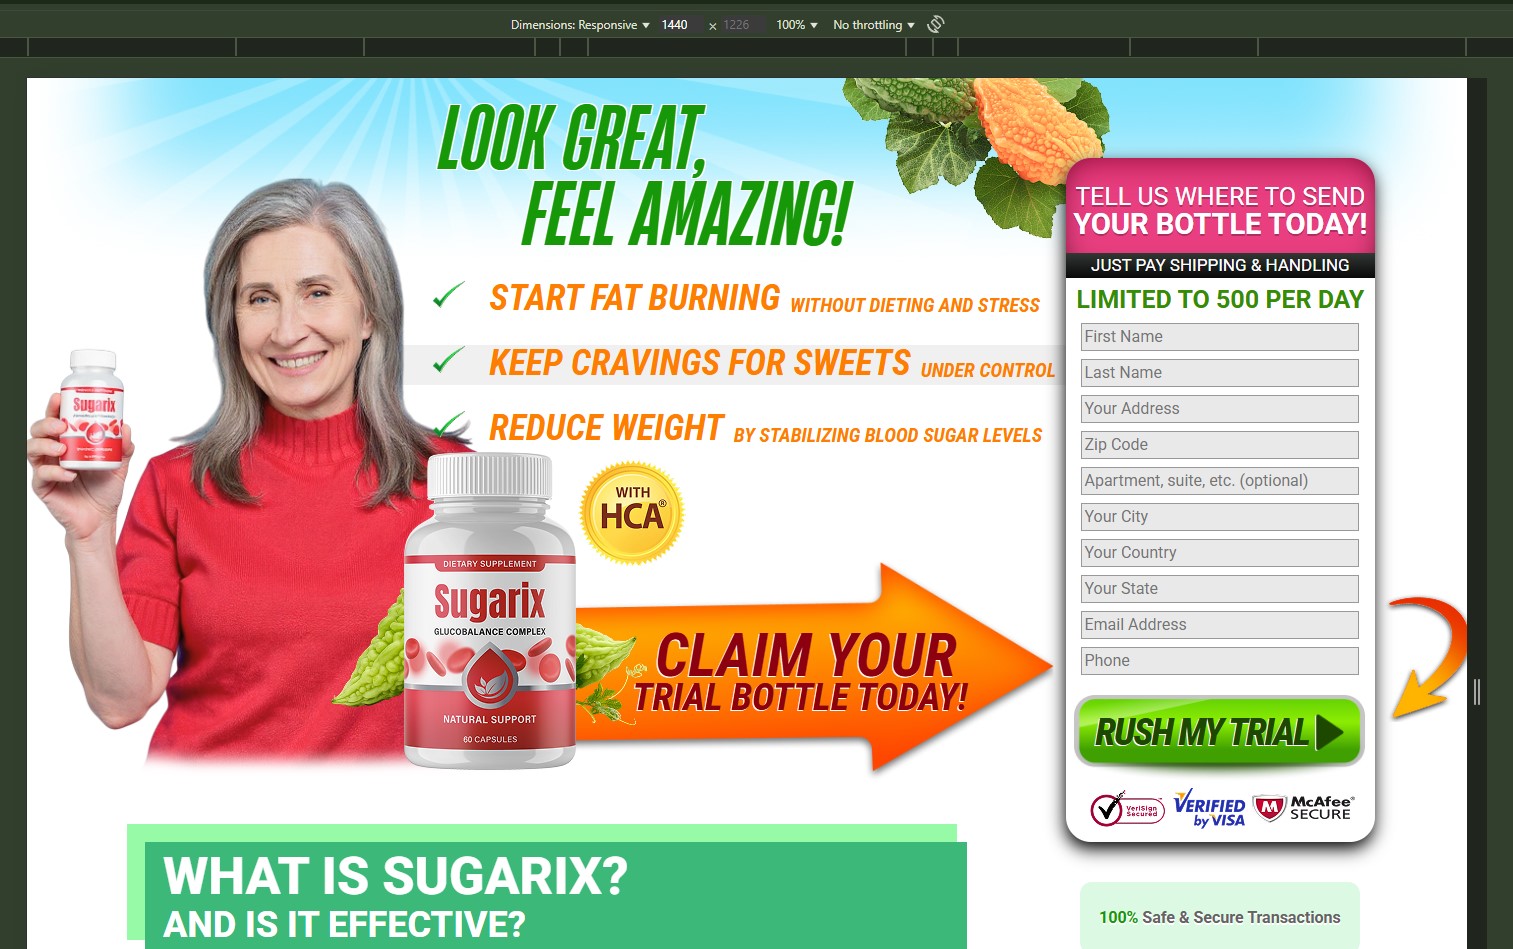 Dimensions: Responsive 1440 × 1226 100% No throttling
LOOK GREAT,
FEEL AMAZING!
START FAT BURNING WITHOUT DIETING AND STRESS
KEEP CRAVINGS FOR SWEETS UNDER CONTROL
REDUCE WEIGHT BY STABILIZING BLOOD SUGAR LEVELS
Sugarix
WITH
HCA®
DIETARY SUPPLEMENT
Sugarix
GLUCOBALANCE COMPLEX
NATURAL SUPPORT
60 CAPSULES
CLAIM YOUR
TRIAL BOTTLE TODAY!
TELL US WHERE TO SEND
YOUR BOTTLE TODAY!
JUST PAY SHIPPING & HANDLING
LIMITED TO 500 PER DAY
First Name
Last Name
Your Address
Zip Code
Apartment, suite, etc. (optional)
Your City
Your Country
Your State
Email Address
Phone
RUSH MY TRIAL
VeriSign
Secured
VERIFIED
by VISA
McAfee®
SECURE
WHAT IS SUGARIX?
AND IS IT EFFECTIVE?
100% Safe & Secure Transactions